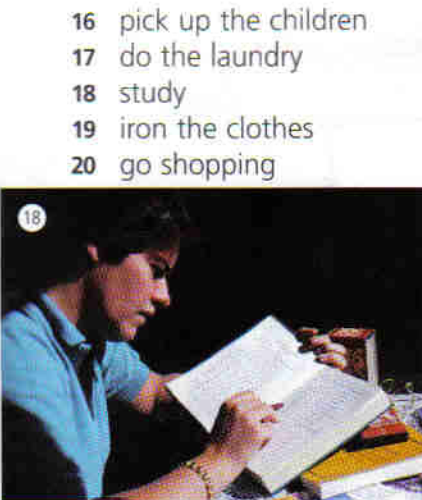 16 pick up the children
17 do the laundry
18 study
19 iron the clothes
20 go shopping
18